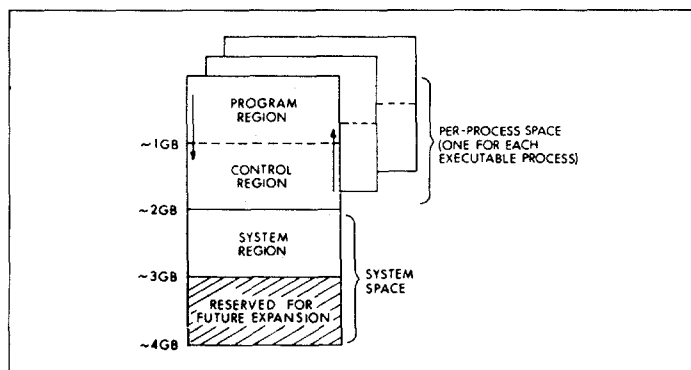 PROGRAM
REGION
~1GB
CONTROL
REGION
~2GB
SYSTEM
REGION
~3GB
RESERVED FOR
FUTURE EXPANSION
~4GB
PER-PROCESS SPACE
(ONE FOR EACH
EXECUTABLE PROCESS)
SYSTEM
SPACE